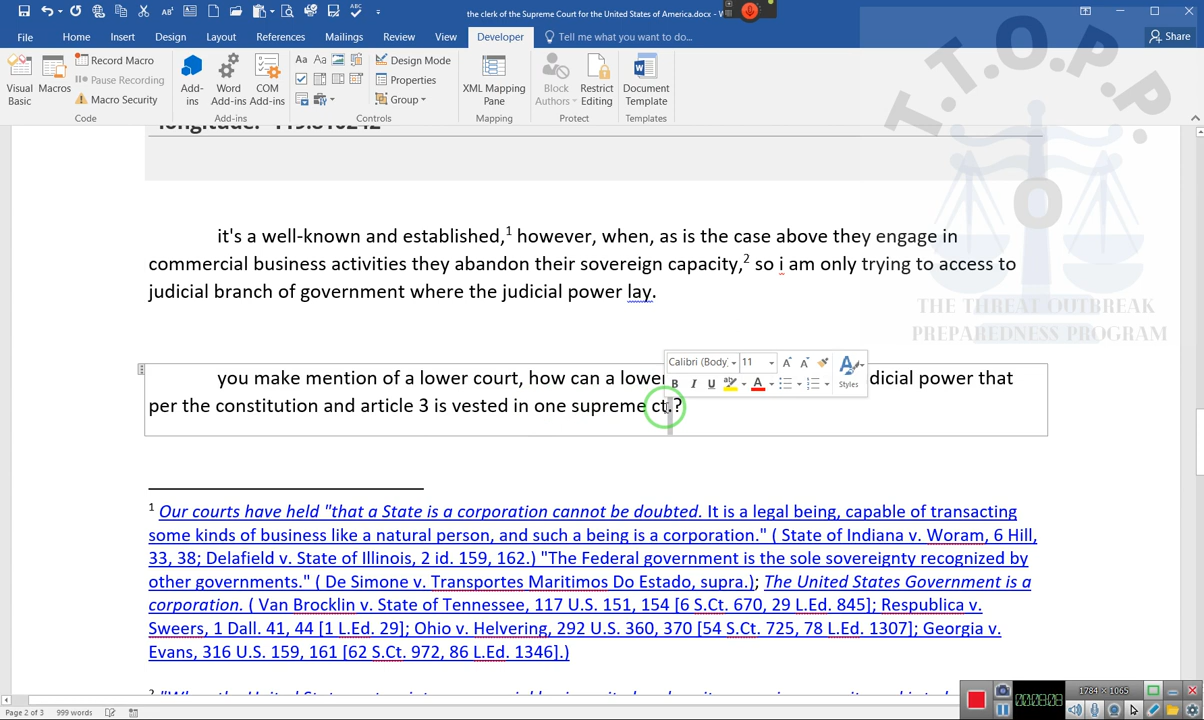 the clerk of the Supreme Court for the United States of America.docx - W
File Home Insert Design Layout References Mailings Review View Developer Tell me what you want to do... Share
Visual Basic
Macros
Record Macro
Pause Recording
Macro Security
Code
Add-ins
Word Add-ins
COM Add-ins
Add-ins
Design Mode
Properties
Group
Controls
XML Mapping Pane
Mapping
Block Authors
Restrict Editing
Protect
Document Template
Templates
T.T.O.P.P.
longitude: -119.810242
it's a well-known and established,1 however, when, as is the case above they engage in
commercial business activities they abandon their sovereign capacity,2 so i am only trying to access to
judicial branch of government where the judicial power lay.
THE THREAT OUTBREAK
PREPAREDNESS PROGRAM
Calibri (Body) 11
B I U aby A Styles
you make mention of a lower court, how can a lower dicial power that
per the constitution and article 3 is vested in one supreme ct.?
1 Our courts have held "that a State is a corporation cannot be doubted. It is a legal being, capable of transacting
some kinds of business like a natural person, and such a being is a corporation." ( State of Indiana v. Woram, 6 Hill,
33, 38; Delafield v. State of Illinois, 2 id. 159, 162.) "The Federal government is the sole sovereignty recognized by
other governments." ( De Simone v. Transportes Maritimos Do Estado, supra.); The United States Government is a
corporation. ( Van Brocklin v. State of Tennessee, 117 U.S. 151, 154 [6 S.Ct. 670, 29 L.Ed. 845]; Respublica v.
Sweers, 1 Dall. 41, 44 [1 L.Ed. 29]; Ohio v. Helvering, 292 U.S. 360, 370 [54 S.Ct. 725, 78 L.Ed. 1307]; Georgia v.
Evans, 316 U.S. 159, 161 [62 S.Ct. 972, 86 L.Ed. 1346].)
1784 × 1065
Page 2 of 3 999 words